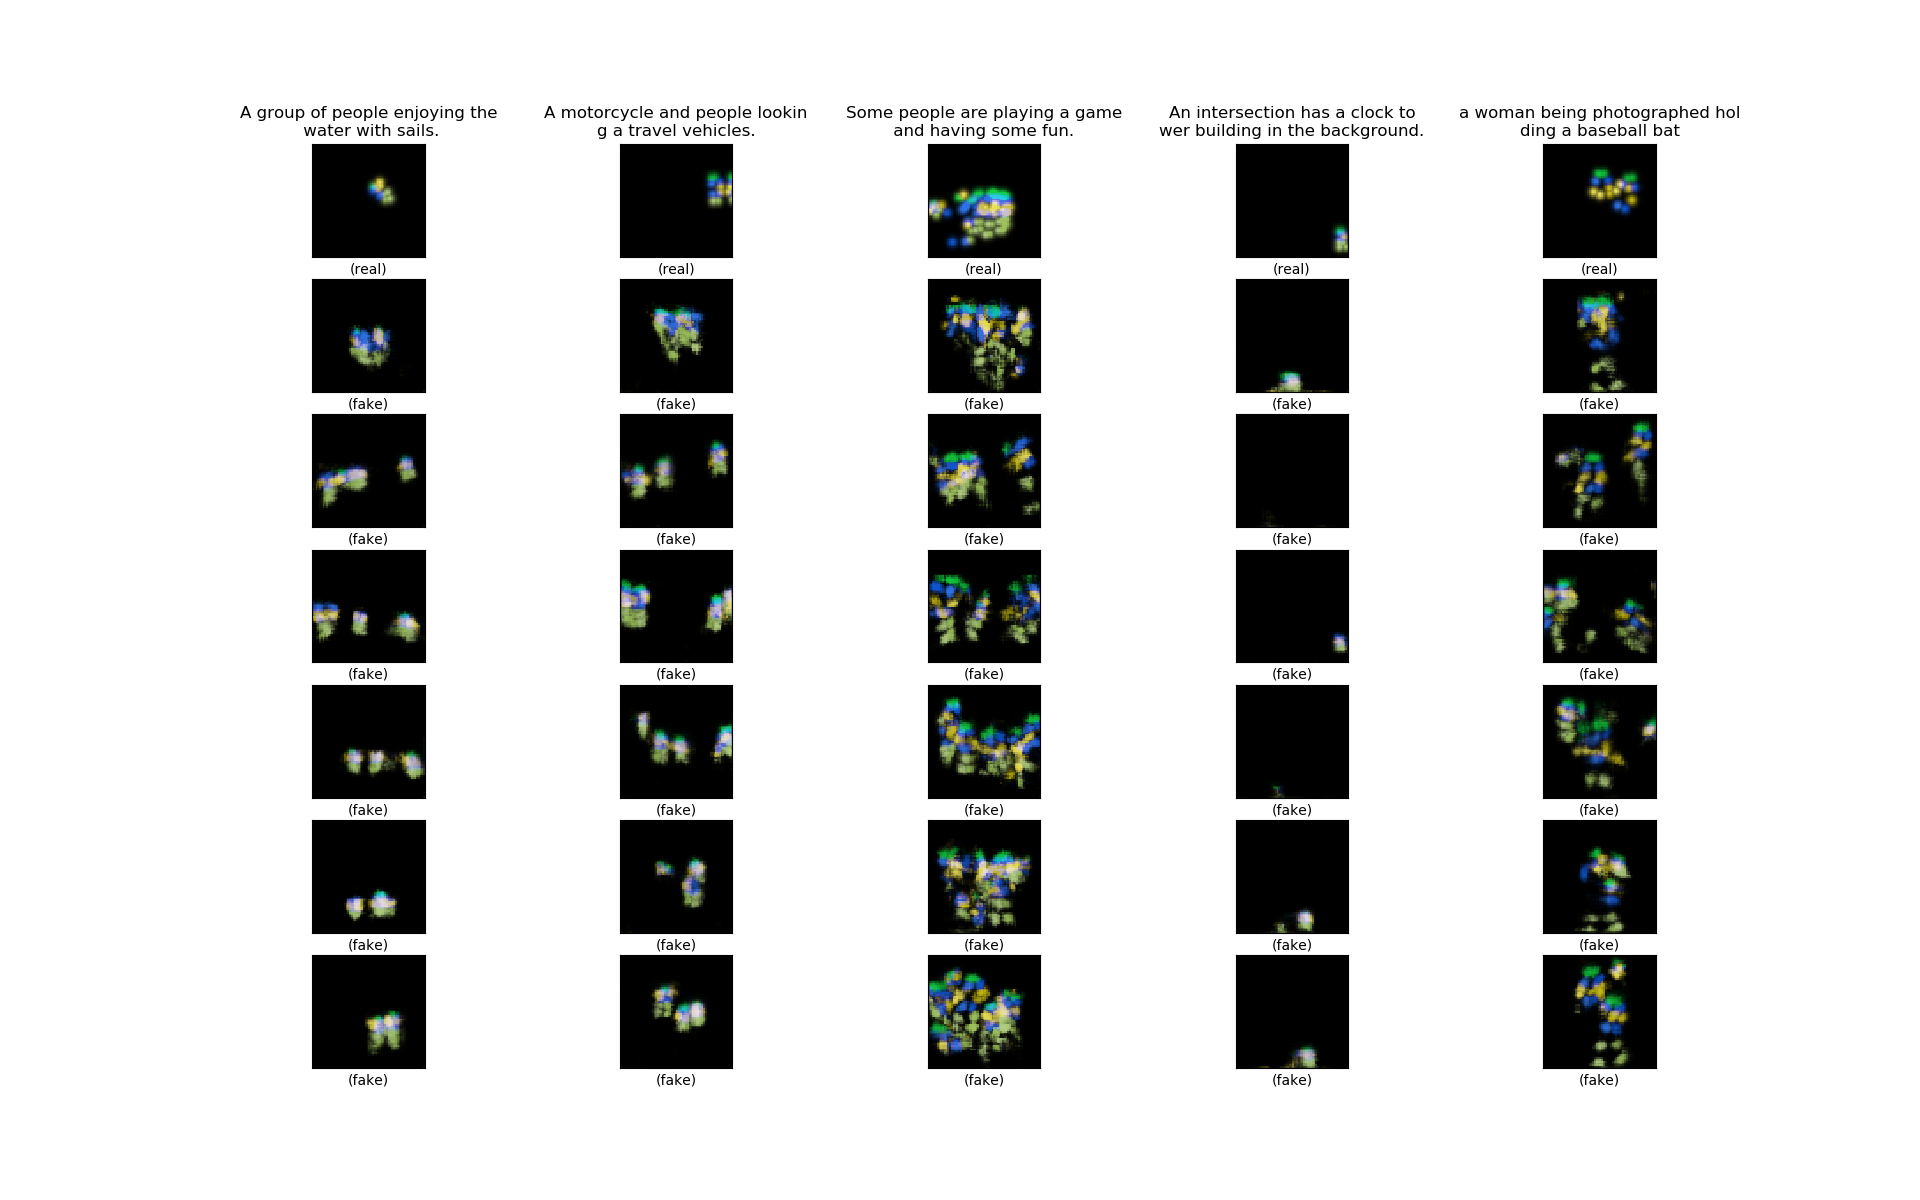 A group of people enjoying the
water with sails.
A motorcycle and people lookin
g a travel vehicles.
Some people are playing a game
and having some fun.
An intersection has a clock to
wer building in the background.
a woman being photographed hol
ding a baseball bat
(real) (real) (real) (real) (real)
(fake) (fake) (fake) (fake) (fake)
(fake) (fake) (fake) (fake) (fake)
(fake) (fake) (fake) (fake) (fake)
(fake) (fake) (fake) (fake) (fake)
(fake) (fake) (fake) (fake) (fake)
(fake) (fake) (fake) (fake) (fake)